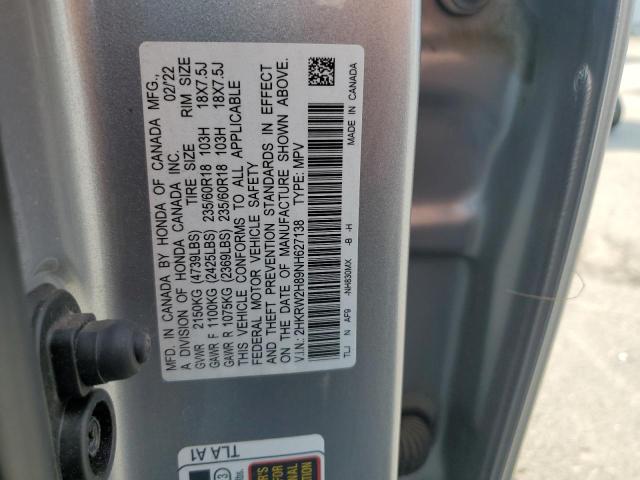 MFD. IN CANADA BY HONDA OF CANADA MFG.,
A DIVISION OF HONDA CANADA INC. 02/22
TIRE SIZE RIM SIZE
GVWR 2150KG (4739LBS)
GAWR F 1100KG (2425LBS) 235/60R18 103H 18X7.5J
GAWR R 1075KG (2369LBS) 235/60R18 103H 18X7.5J
THIS VEHICLE CONFORMS TO ALL APPLICABLE
FEDERAL MOTOR VEHICLE SAFETY
AND THEFT PREVENTION STANDARDS IN EFFECT
ON THE DATE OF MANUFACTURE SHOWN ABOVE.
V.I.N.: 2HKRW2H89NH627138 TYPE: MPV
TLJ N AF9 -NH830MX -B -H MADE IN CANADA
TLA A1